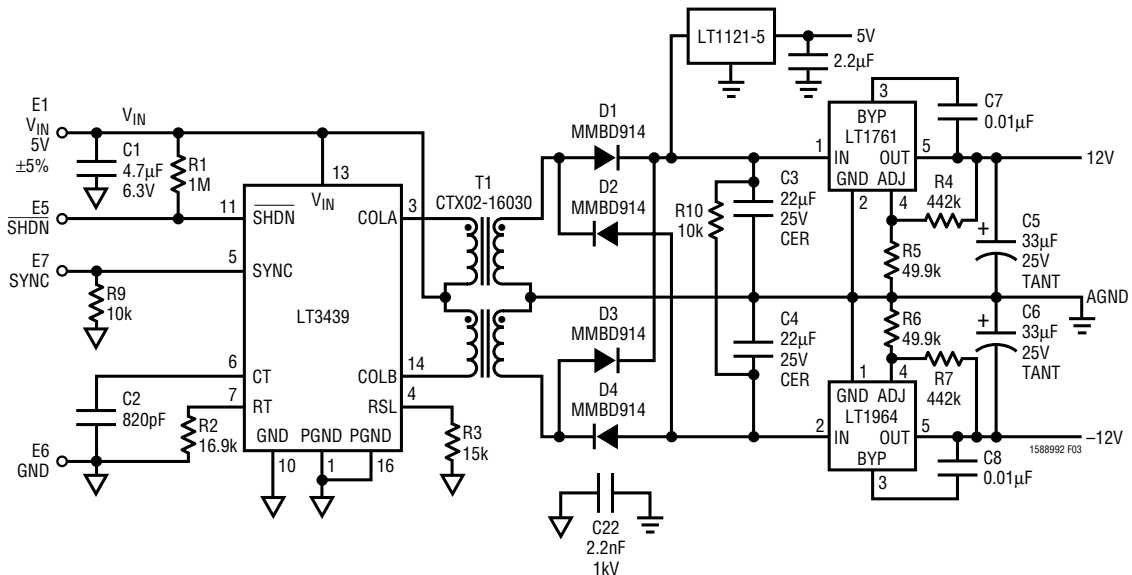 LT1121-5
5V
2.2µF
E1
VIN
5V
±5%
VIN
C1
4.7µF
6.3V
R1
1M
E5
SHDN
E7
SYNC
R9
10k
C2
820pF
E6
GND
R2
16.9k
13
VIN
11
SHDN
COLA
3
5
SYNC
LT3439
6
CT
COLB
14
7
RT
RSL
4
GND
PGND
PGND
10
1
16
R3
15k
T1
CTX02-16030
D1
MMBD914
D2
MMBD914
D3
MMBD914
D4
MMBD914
R10
10k
C3
22µF
25V
CER
C4
22µF
25V
CER
3
BYP
LT1761
1
IN
OUT
5
GND
ADJ
2
4
C7
0.01µF
12V
R4
442k
R5
49.9k
C5
+
33µF
25V
TANT
AGND
R6
49.9k
C6
+
33µF
25V
TANT
R7
442k
1
4
GND
ADJ
LT1964
2
IN
OUT
5
BYP
3
–12V
1588992 F03
C8
0.01µF
C22
2.2nF
1kV